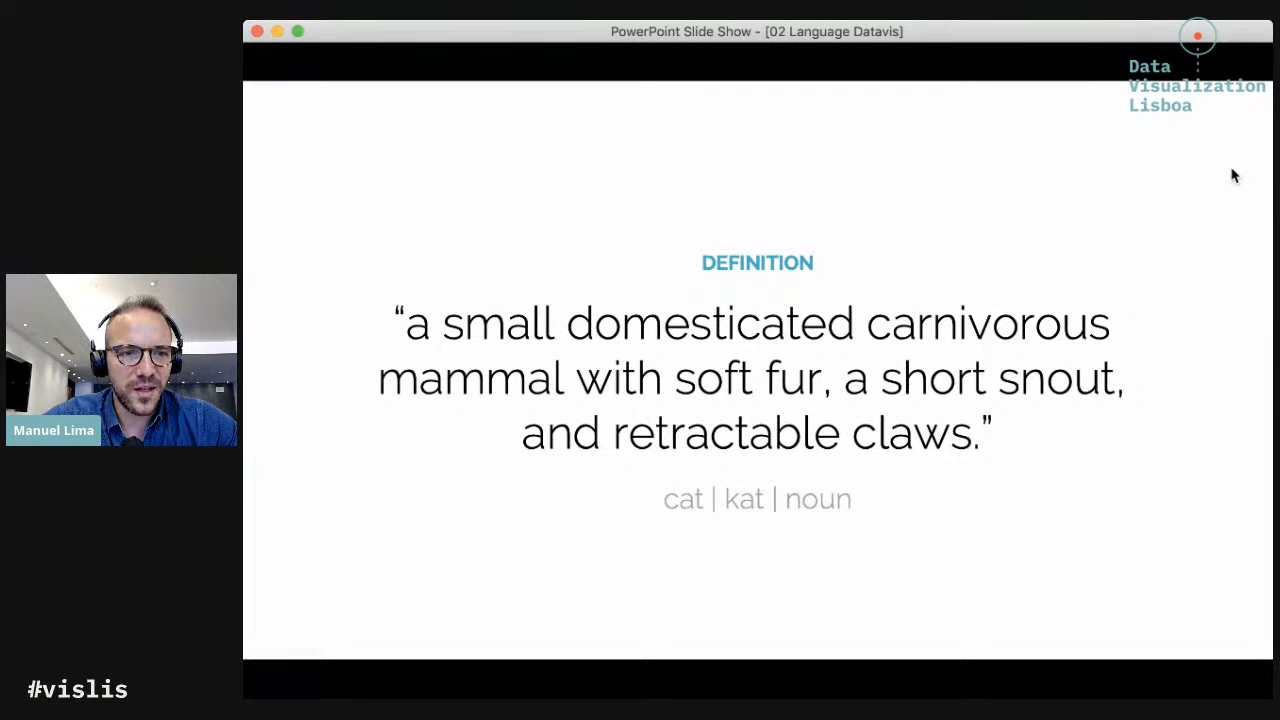 PowerPoint Slide Show - [02 Language Datavis]
Data
Visualization
Lisboa
DEFINITION
“a small domesticated carnivorous
mammal with soft fur, a short snout,
and retractable claws.”
cat | kat | noun
Manuel Lima
#vislis